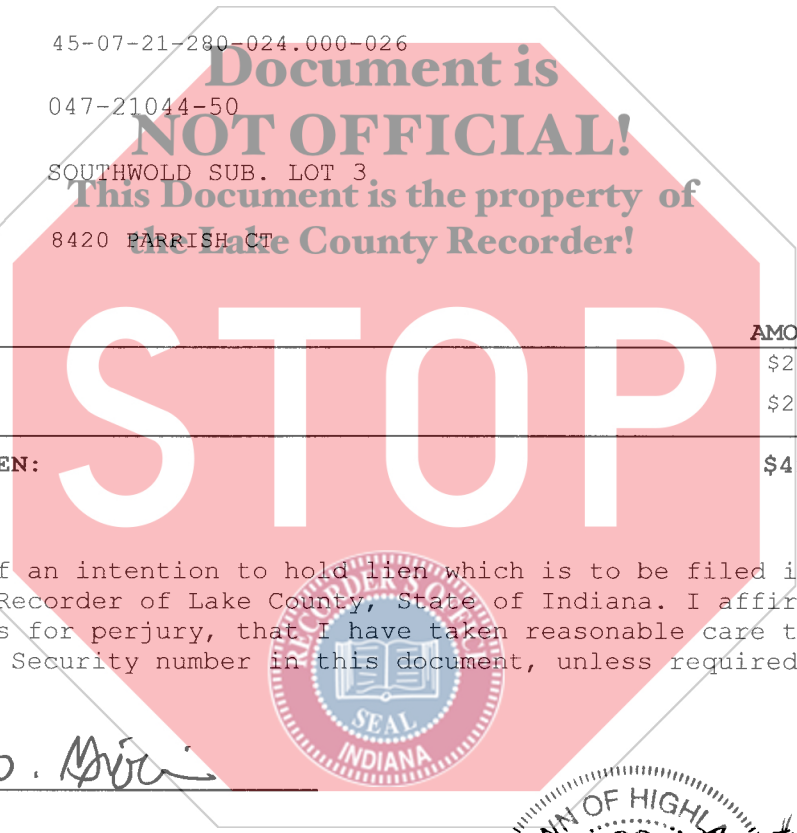 45-07-21-280-024.000-026
Document is
047-21044-50
NOT OFFICIAL!
SOUTHWOLD SUB. LOT 3
This Document is the property of
8420 PARRISH CT
the Lake County Recorder!
STOP
AMO
$2
$2
EN:
$4
f an intention to hold lien which is to be filed i
Recorder of Lake County, State of Indiana. I affir
s for perjury, that I have taken reasonable care t
Security number in this document, unless required
RECORDER'S OFFICE
SEAL
INDIANA
OF HIGHL